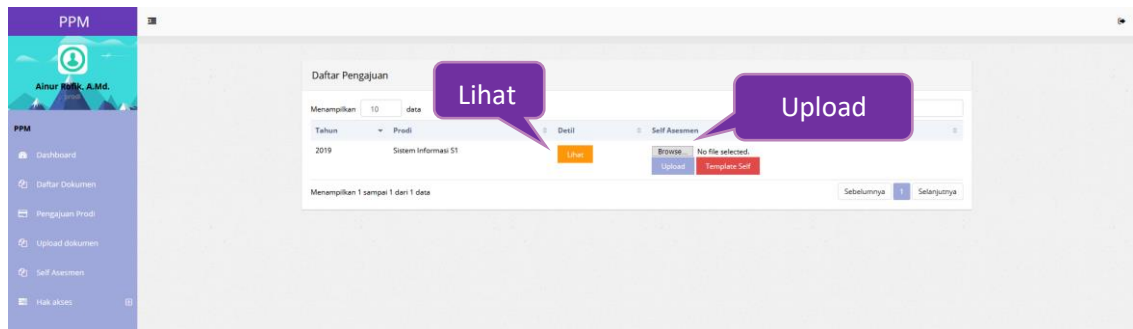 PPM
Ainur Rofik, A.Md.
prodi
PPM
Dashboard
Daftar Dokumen
Pengajuan Prodi
Upload dokumen
Self Asesmen
Hak akses
Daftar Pengajuan
Lihat
Upload
Menampilkan 10 data
Tahun Prodi Detil Self Asesmen
2019 Sistem Informasi S1 Lihat Browse... No file selected.
Upload Template Self
Menampilkan 1 sampai 1 dari 1 data
Sebelumnya 1 Selanjutnya